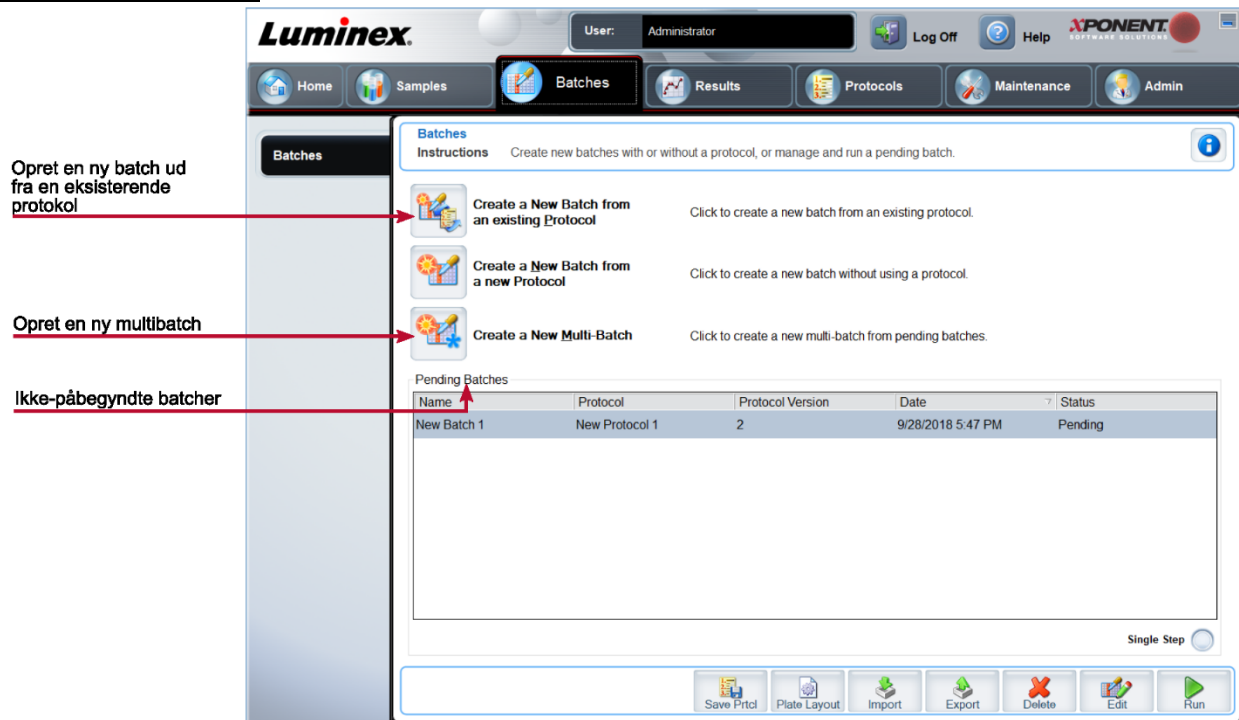 Luminex.
User: Administrator
Log Off
Help
XPONENT.
SOFTWARE SOLUTIONS
Home
Samples
Batches
Results
Protocols
Maintenance
Admin
Batches
Batches
Instructions Create new batches with or without a protocol, or manage and run a pending batch.
Opret en ny batch ud
fra en eksisterende
protokol
Create a New Batch from
an existing Protocol
Click to create a new batch from an existing protocol.
Create a New Batch from
a new Protocol
Click to create a new batch without using a protocol.
Opret en ny multibatch
Create a New Multi-Batch
Click to create a new multi-batch from pending batches.
Ikke-påbegyndte batcher
Pending Batches
Name Protocol Protocol Version Date Status
New Batch 1 New Protocol 1 2 9/28/2018 5:47 PM Pending
Single Step
Save Prtcl
Plate Layout
Import
Export
Delete
Edit
Run